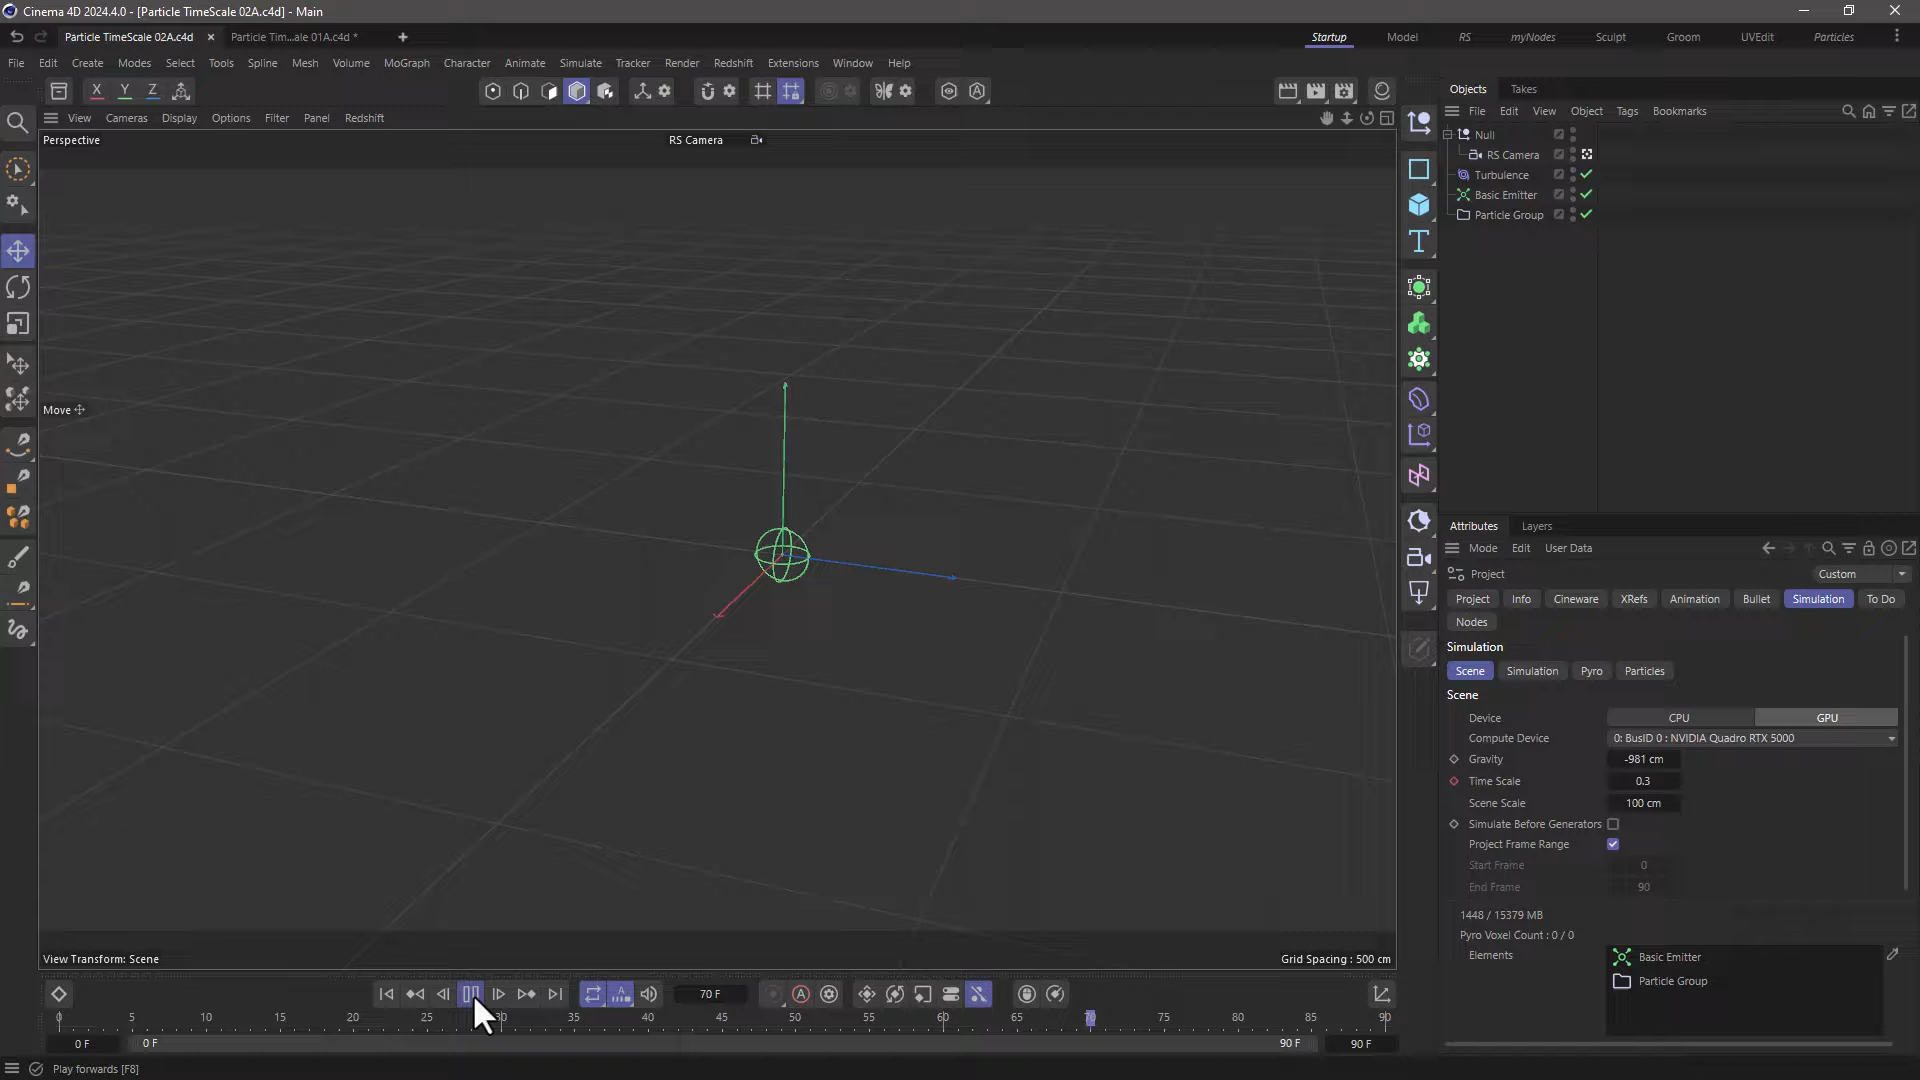 Cinema 4D 2024.4.0 - [Particle TimeScale 02A.c4d] - Main
Particle TimeScale 02A.c4d
Particle Tim...ale 01A.c4d *
Startup
Model
RS
myNodes
Sculpt
Groom
UVEdit
Particles
File Edit Create Modes Select Tools Spline Mesh Volume MoGraph Character Animate Simulate Tracker Render Redshift Extensions Window Help
X Y Z
Objects Takes
File Edit View Object Tags Bookmarks
View Cameras Display Options Filter Panel Redshift
Perspective
RS Camera
Null
RS Camera
Turbulence
Basic Emitter
Particle Group
Move
Attributes Layers
Mode Edit User Data
Project
Custom
Project Info Cineware XRefs Animation Bullet Simulation To Do
Nodes
Simulation
Scene Simulation Pyro Particles
Scene
Device CPU GPU
Compute Device 0: BusID 0 : NVIDIA Quadro RTX 5000
Gravity -981 cm
Time Scale 0.3
Scene Scale 100 cm
Simulate Before Generators
Project Frame Range
Start Frame 0
End Frame 90
1448 / 15379 MB
Pyro Voxel Count : 0 / 0
Elements
Basic Emitter
Particle Group
View Transform: Scene
Grid Spacing : 500 cm
70 F
0 5 10 15 20 25 30 35 40 45 50 55 60 65 70 75 80 85 90
0 F 0 F 90 F 90 F
Play forwards [F8]